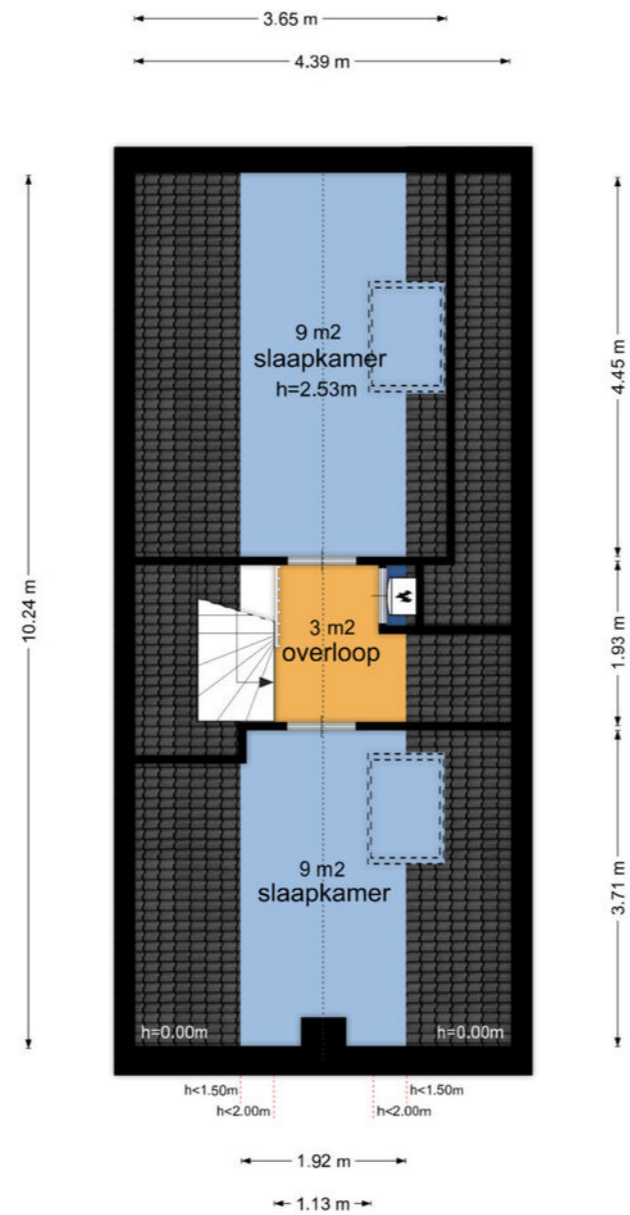 3.65 m
4.39 m
4.45 m
9 m2
slaapkamer
h=2.53m
10.24 m
1.93 m
3 m2
overloop
3.71 m
9 m2
slaapkamer
h=0.00m
h=0.00m
h<1.50m
h<1.50m
h<2.00m
h<2.00m
1.92 m
1.13 m